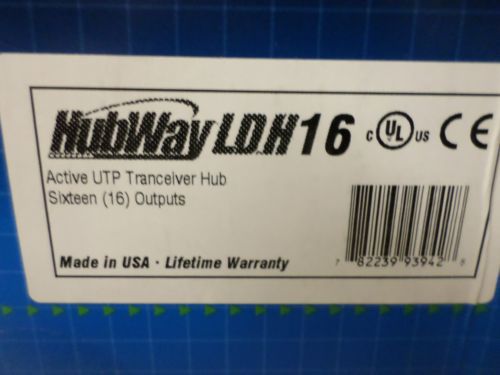 HubWay LDH16
c UL US CE
Active UTP Tranceiver Hub
Sixteen (16) Outputs
Made in USA · Lifetime Warranty
7 82239 93942 5